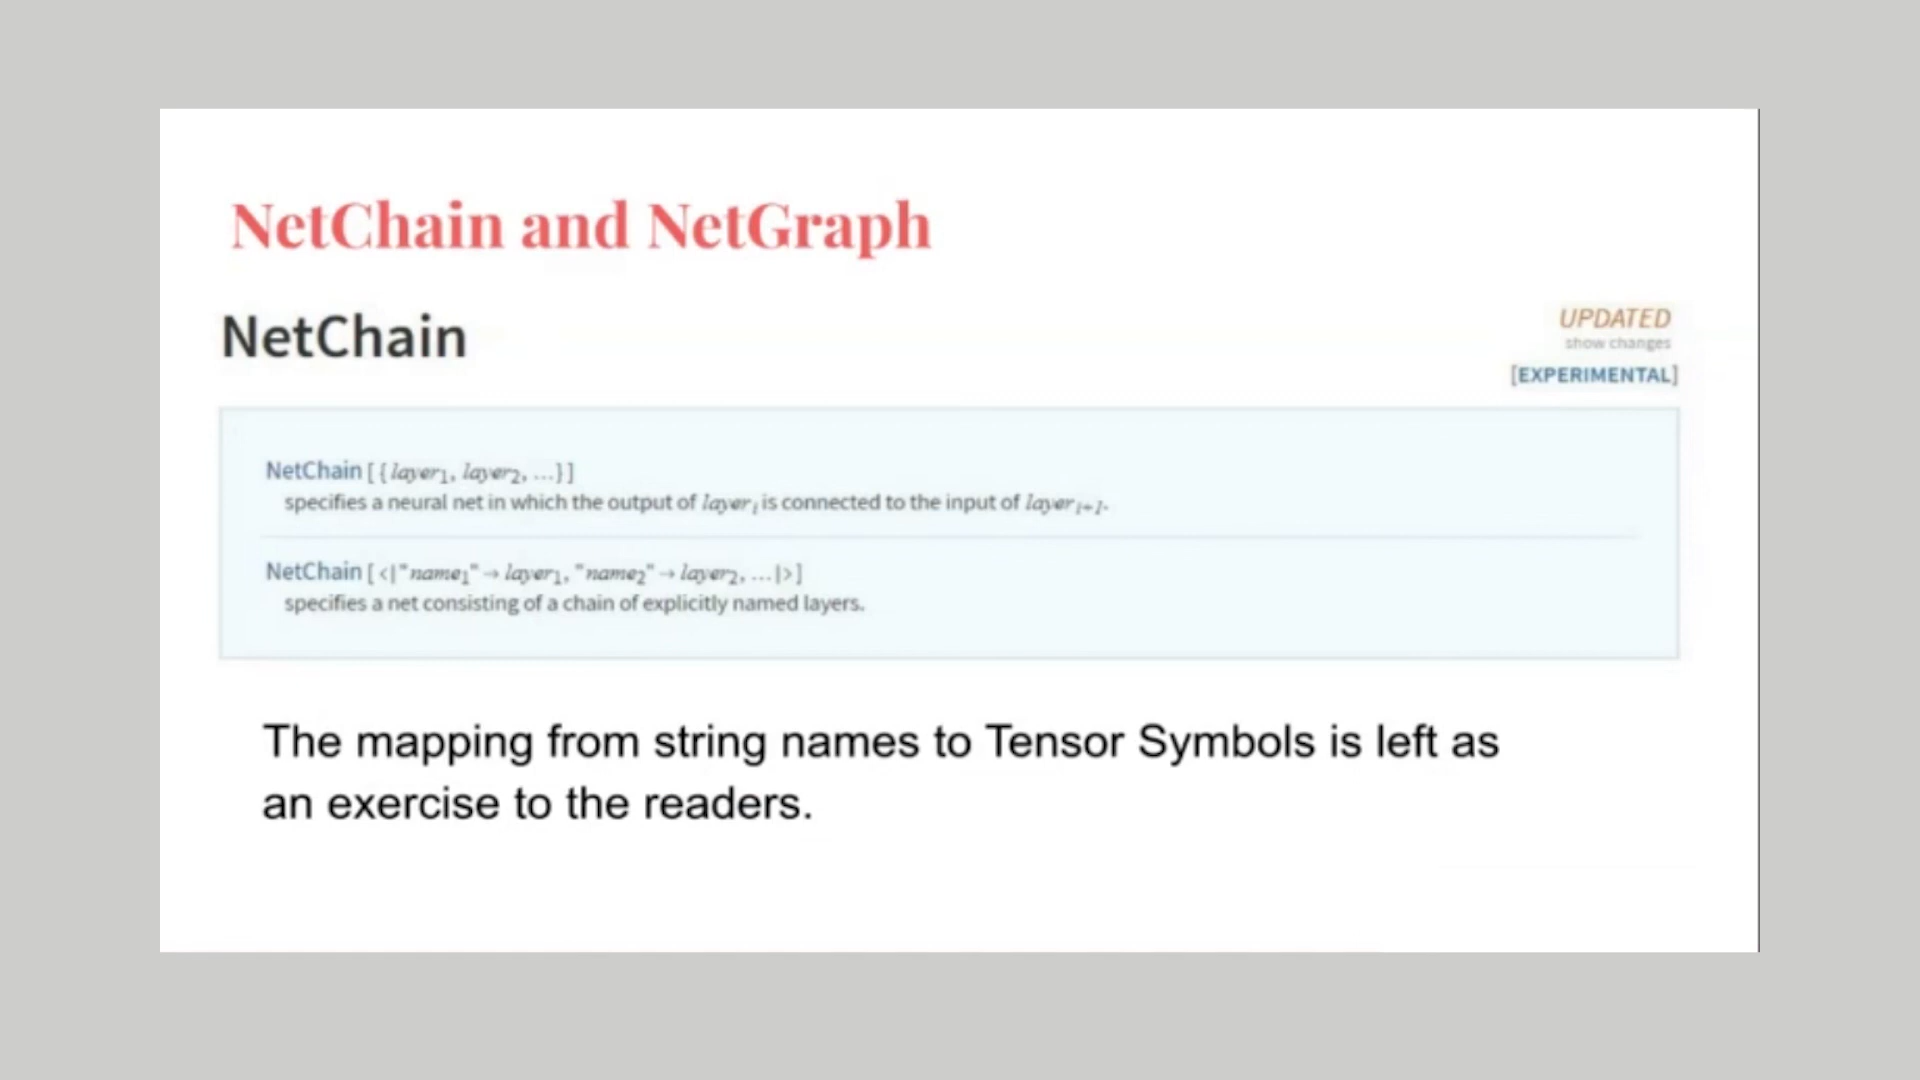 NetChain and NetGraph
NetChain
UPDATED
show changes
[EXPERIMENTAL]
NetChain[{layer₁, layer₂, ...}]
specifies a neural net in which the output of layerᵢ is connected to the input of layerᵢ₊₁.
NetChain[<|"name₁"→layer₁, "name₂"→layer₂, ...|>]
specifies a net consisting of a chain of explicitly named layers.
The mapping from string names to Tensor Symbols is left as
an exercise to the readers.